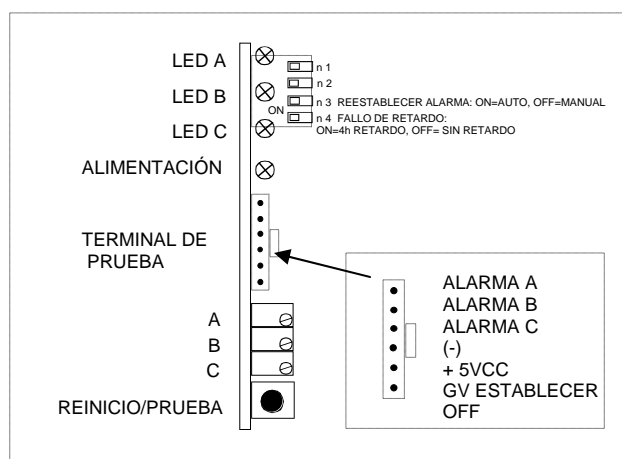 LED A
LED B
LED C
ALIMENTACIÓN
TERMINAL DE
PRUEBA
A
B
C
REINICIO/PRUEBA
ON
n 1
n 2
n 3 REESTABLECER ALARMA: ON=AUTO, OFF=MANUAL
n 4 FALLO DE RETARDO:
ON=4h RETARDO, OFF= SIN RETARDO
ALARMA A
ALARMA B
ALARMA C
(-)
+ 5VCC
GV ESTABLECER
OFF